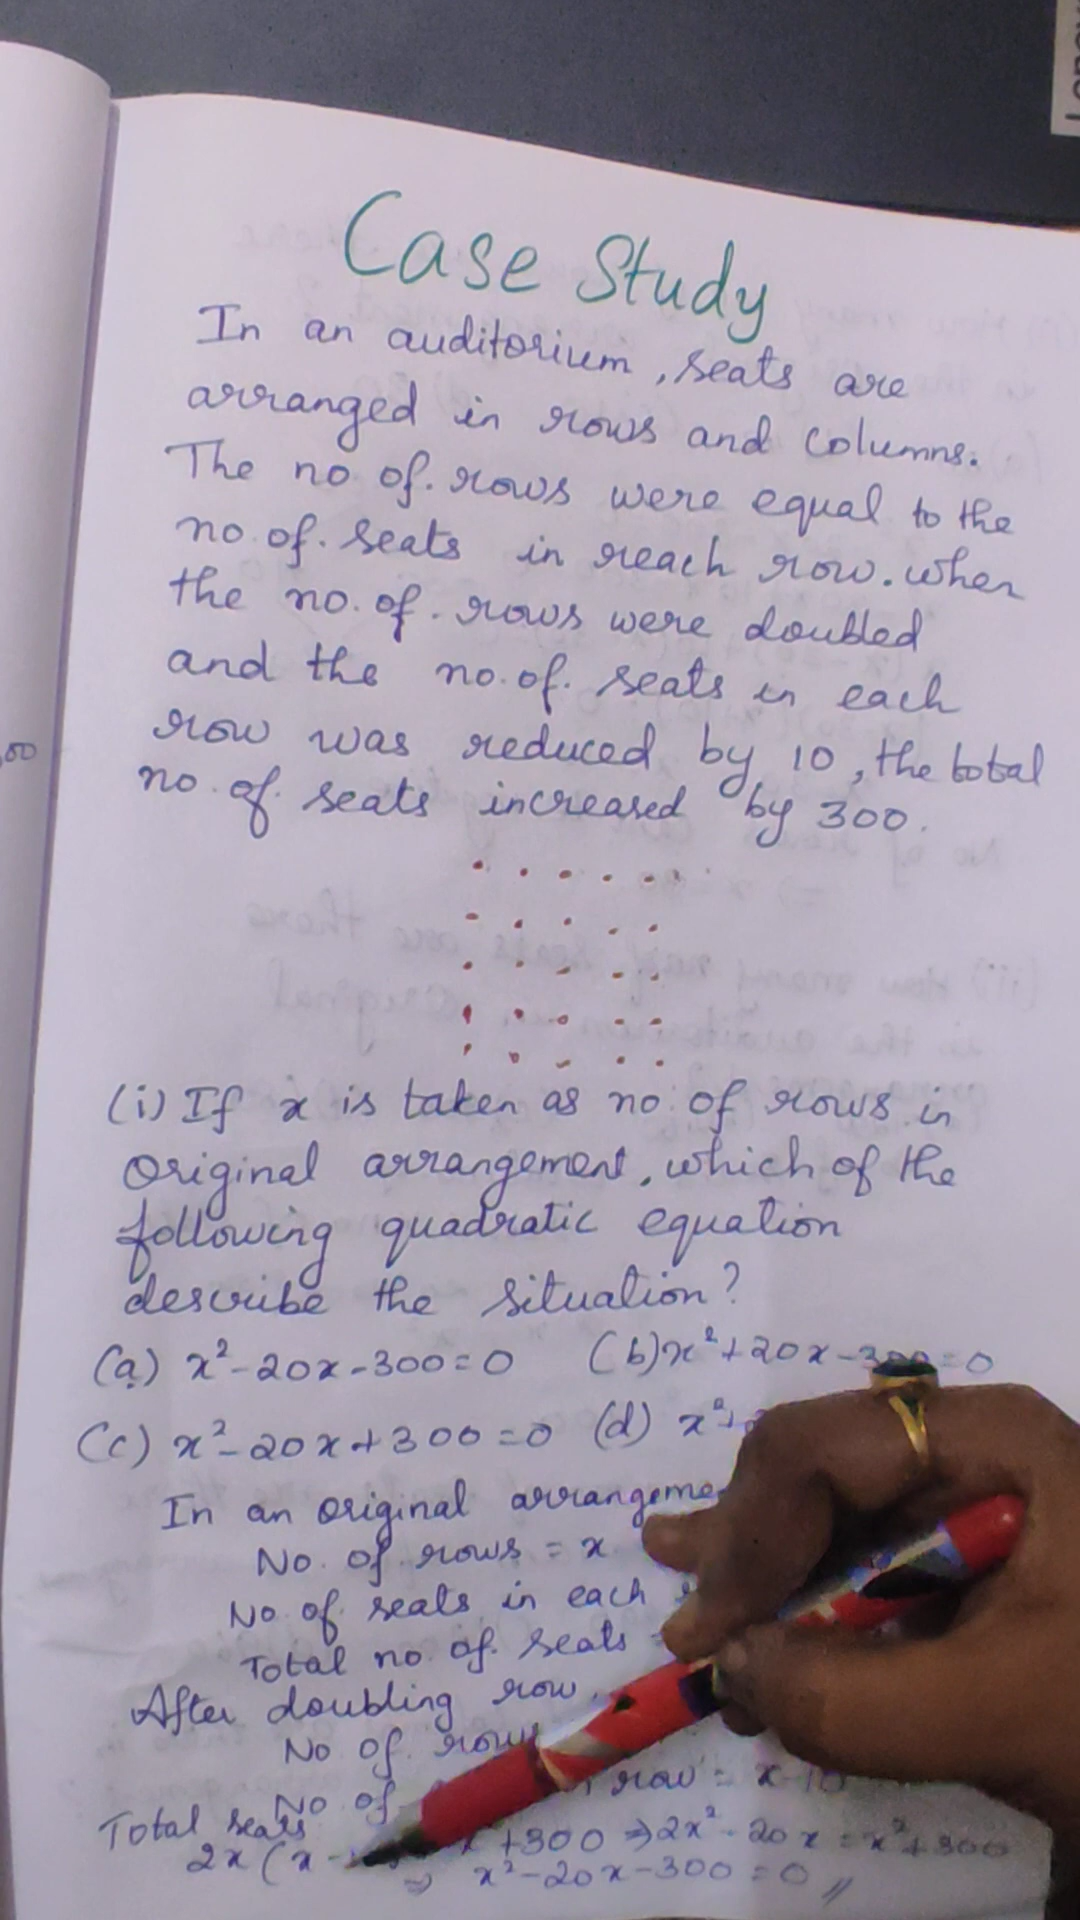 Case Study
In an auditorium, seats are
arranged in rows and columns.
The no of. rows were equal to the
no. of. seats in reach row. when
the no. of. rows were doubled
and the no. of. seats in each
row was reduced by 10, the total
no. of. seats increased by 300.
(i) If x is taken as no. of rows in
Original arrangement, which of the
following quadratic equation
describe the situation?
(a) x²-20x-300=0 (b) x²+20x-300=0
(c) x²-20x+300=0 (d) x²+
In an original
No. of rows = x
No of. seats in each
Total no. of. seats
After doubling row,
No of. rows
No of row = x-10
Total seats
2x(x- x²+300 ⇒ 2x²-20x = x²+300
⇒ x²-20x-300=0 //